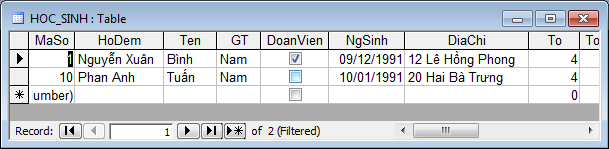 HOC_SINH : Table
MaSo HoDem Ten GT DoanVien NgSinh DiaChi To To
1 Nguyễn Xuân Bình Nam 09/12/1991 12 Lê Hồng Phong 4
10 Phan Anh Tuấn Nam 10/01/1991 20 Hai Bà Trưng 4
umber) 0
Record: 1 of 2 (Filtered)